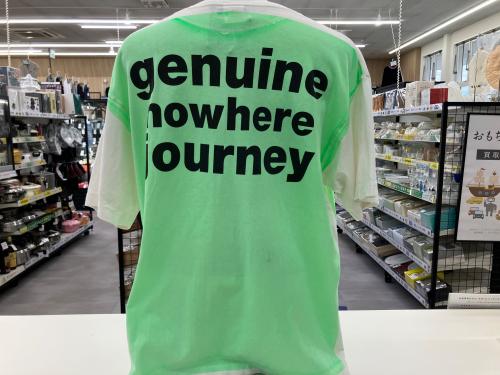 genuine
nowhere
journey
おもち
買取